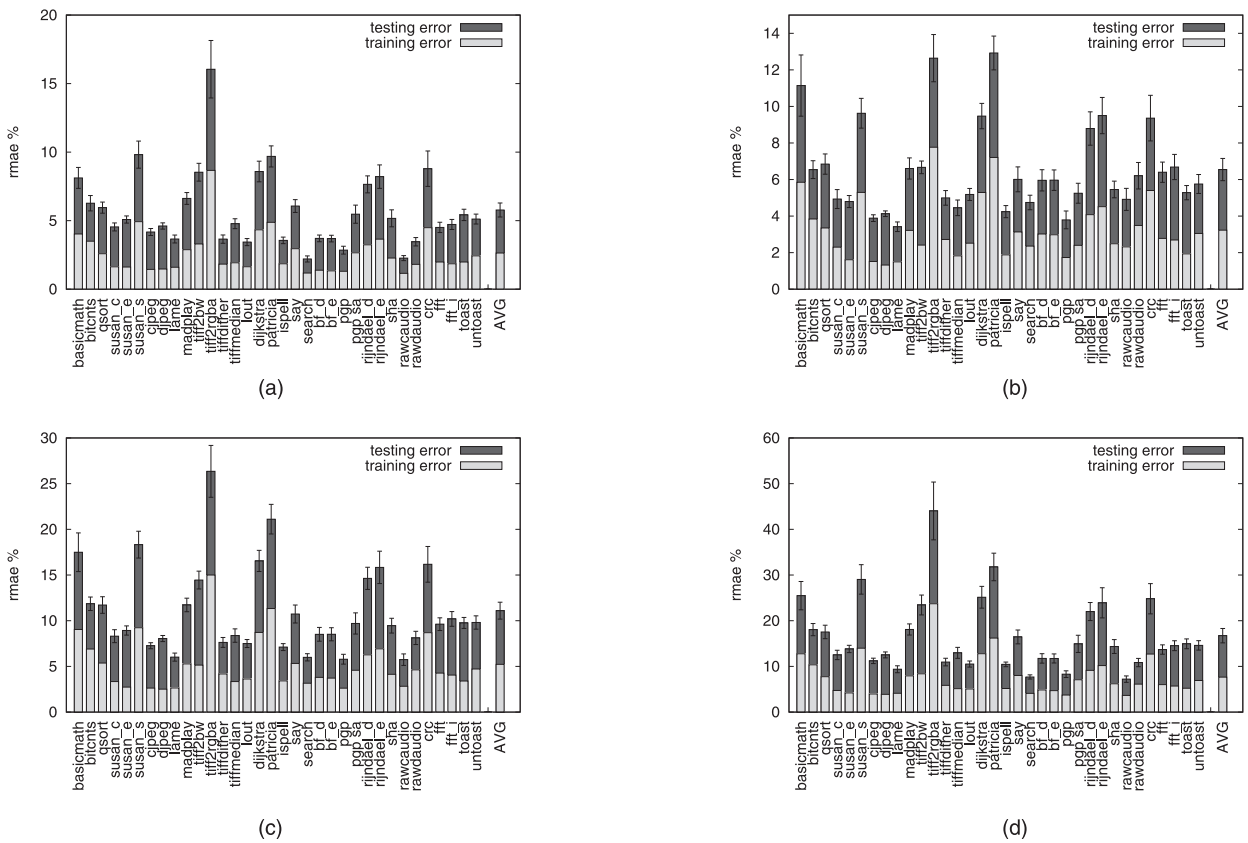 20
15
10
5
0
rmae %
testing error
training error
basicmath
bitcnts
qsort
susan_c
susan_e
susan_s
cjpeg
djpeg
lame
madplay
tiff2bw
tiff2rgba
tiffdither
tiffmedian
lout
dijkstra
patricia
ispell
say
search
bf_d
bf_e
pgp
pgp_sa
rijndael_d
rijndael_e
sha
rawcaudio
rawdaudio
crc
fft
fft_i
toast
untoast
AVG
(a)
14
12
10
8
6
4
2
0
rmae %
testing error
training error
basicmath
bitcnts
qsort
susan_c
susan_e
susan_s
cjpeg
djpeg
lame
madplay
tiff2bw
tiff2rgba
tiffdither
tiffmedian
lout
dijkstra
patricia
ispell
say
search
bf_d
bf_e
pgp
pgp_sa
rijndael_d
rijndael_e
sha
rawcaudio
rawdaudio
crc
fft
fft_i
toast
untoast
AVG
(b)
30
25
20
15
10
5
0
rmae %
testing error
training error
basicmath
bitcnts
qsort
susan_c
susan_e
susan_s
cjpeg
djpeg
lame
madplay
tiff2bw
tiff2rgba
tiffdither
tiffmedian
lout
dijkstra
patricia
ispell
say
search
bf_d
bf_e
pgp
pgp_sa
rijndael_d
rijndael_e
sha
rawcaudio
rawdaudio
crc
fft
fft_i
toast
untoast
AVG
(c)
60
50
40
30
20
10
0
rmae %
testing error
training error
basicmath
bitcnts
qsort
susan_c
susan_e
susan_s
cjpeg
djpeg
lame
madplay
tiff2bw
tiff2rgba
tiffdither
tiffmedian
lout
dijkstra
patricia
ispell
say
search
bf_d
bf_e
pgp
pgp_sa
rijndael_d
rijndael_e
sha
rawcaudio
rawdaudio
crc
fft
fft_i
toast
untoast
AVG
(d)